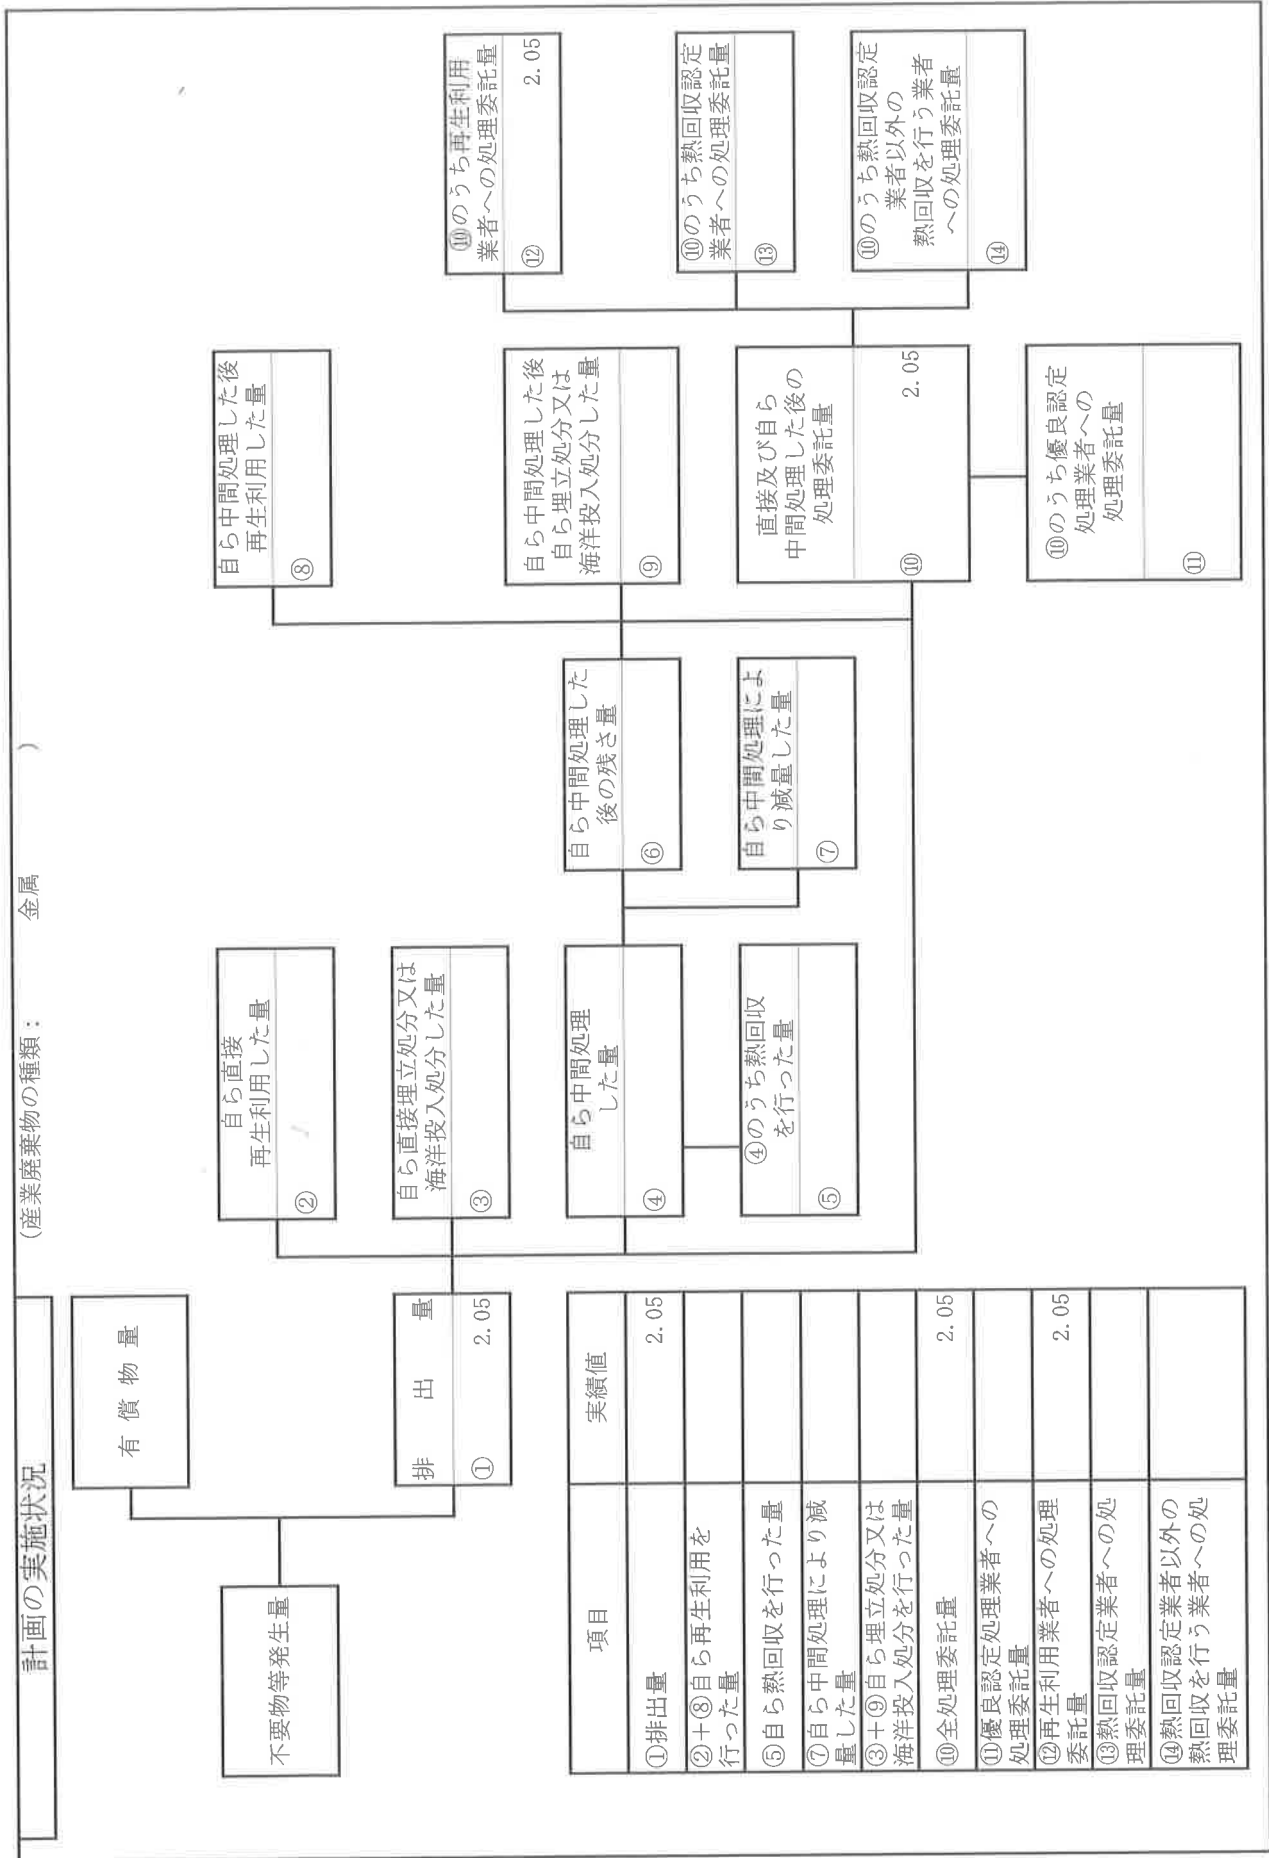 計画の実施状況
(産業廃棄物の種類： 金属 )
不要物等発生量
有償物量
排出量
① 2.05
自ら直接
再生利用した量
②
自ら直接埋立処分又は
海洋投入処分した量
③
自ら中間処理
した量
④
④のうち熱回収
を行った量
⑤
自ら中間処理した
後の残さ量
⑥
自ら中間処理によ
り減量した量
⑦
自ら中間処理した後
再生利用した量
⑧
自ら中間処理した後
自ら埋立処分又は
海洋投入処分した量
⑨
直接及び自ら
中間処理した後の
処理委託量
⑩ 2.05
⑩のうち優良認定
処理業者への
処理委託量
⑪
⑩のうち再生利用
業者への処理委託量
⑫ 2.05
⑩のうち熱回収認定
業者への処理委託量
⑬
⑩のうち熱回収認定
業者以外の
熱回収を行う業者
への処理委託量
⑭
項目 実績値
①排出量 2.05
②＋⑧自ら再生利用を
行った量
⑤自ら熱回収を行った量
⑦自ら中間処理により減
量した量
③＋⑨自ら埋立処分又は
海洋投入処分を行った量
⑩全処理委託量 2.05
⑪優良認定処理業者への
処理委託量
⑫再生利用業者への処理
委託量 2.05
⑬熱回収認定業者への処
理委託量
⑭熱回収認定業者以外の
熱回収を行う業者への処
理委託量